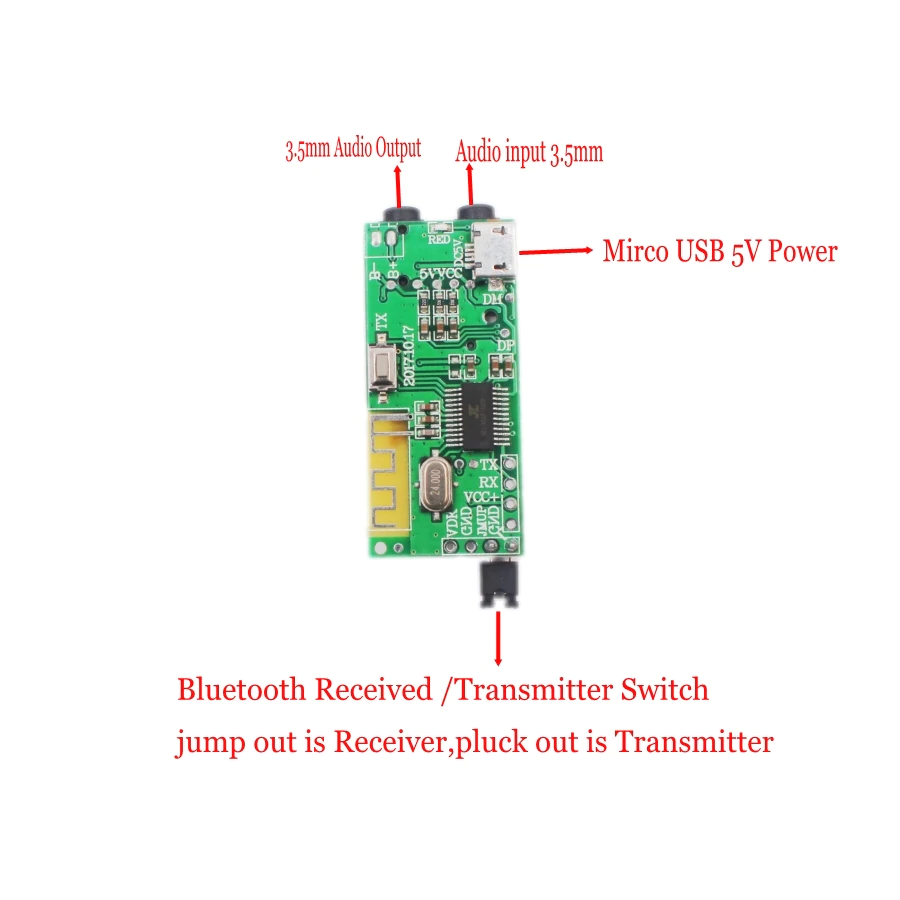 3.5mm Audio Output
Audio input 3.5mm
RED
DC5V
Mirco USB 5V Power
B-
B+
5VVCC
DM
TX
2017.10.17
DP
24.000
TX
RX
VCC+
GND
JMUP
GND
Bluetooth Received /Transmitter Switch
jump out is Receiver,pluck out is Transmitter